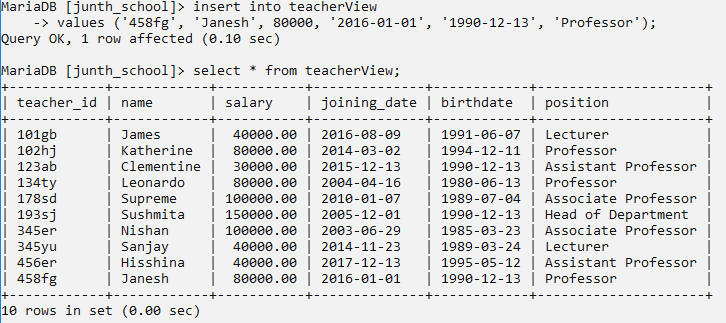 MariaDB [junth_school]> insert into teacherView
    -> values ('458fg', 'Janesh', 80000, '2016-01-01', '1990-12-13', 'Professor');
Query OK, 1 row affected (0.10 sec)

MariaDB [junth_school]> select * from teacherView;
+------------+------------+-----------+--------------+------------+---------------------+
| teacher_id | name       | salary    | joining_date | birthdate  | position            |
+------------+------------+-----------+--------------+------------+---------------------+
| 101gb      | James      |  40000.00 | 2016-08-09   | 1991-06-07 | Lecturer            |
| 102hj      | Katherine  |  80000.00 | 2014-03-02   | 1994-12-11 | Professor           |
| 123ab      | Clementine |  30000.00 | 2015-12-13   | 1990-12-13 | Assistant Professor |
| 134ty      | Leonardo   |  80000.00 | 2004-04-16   | 1980-06-13 | Professor           |
| 178sd      | Supreme    | 100000.00 | 2010-01-07   | 1989-07-04 | Associate Professor |
| 193sj      | Sushmita   | 150000.00 | 2005-12-01   | 1990-12-13 | Head of Department  |
| 345er      | Nishan     | 100000.00 | 2003-06-29   | 1985-03-23 | Associate Professor |
| 345yu      | Sanjay     |  40000.00 | 2014-11-23   | 1989-03-24 | Lecturer            |
| 456er      | Hisshina   |  40000.00 | 2017-12-13   | 1995-05-12 | Assistant Professor |
| 458fg      | Janesh     |  80000.00 | 2016-01-01   | 1990-12-13 | Professor           |
+------------+------------+-----------+--------------+------------+---------------------+
10 rows in set (0.00 sec)